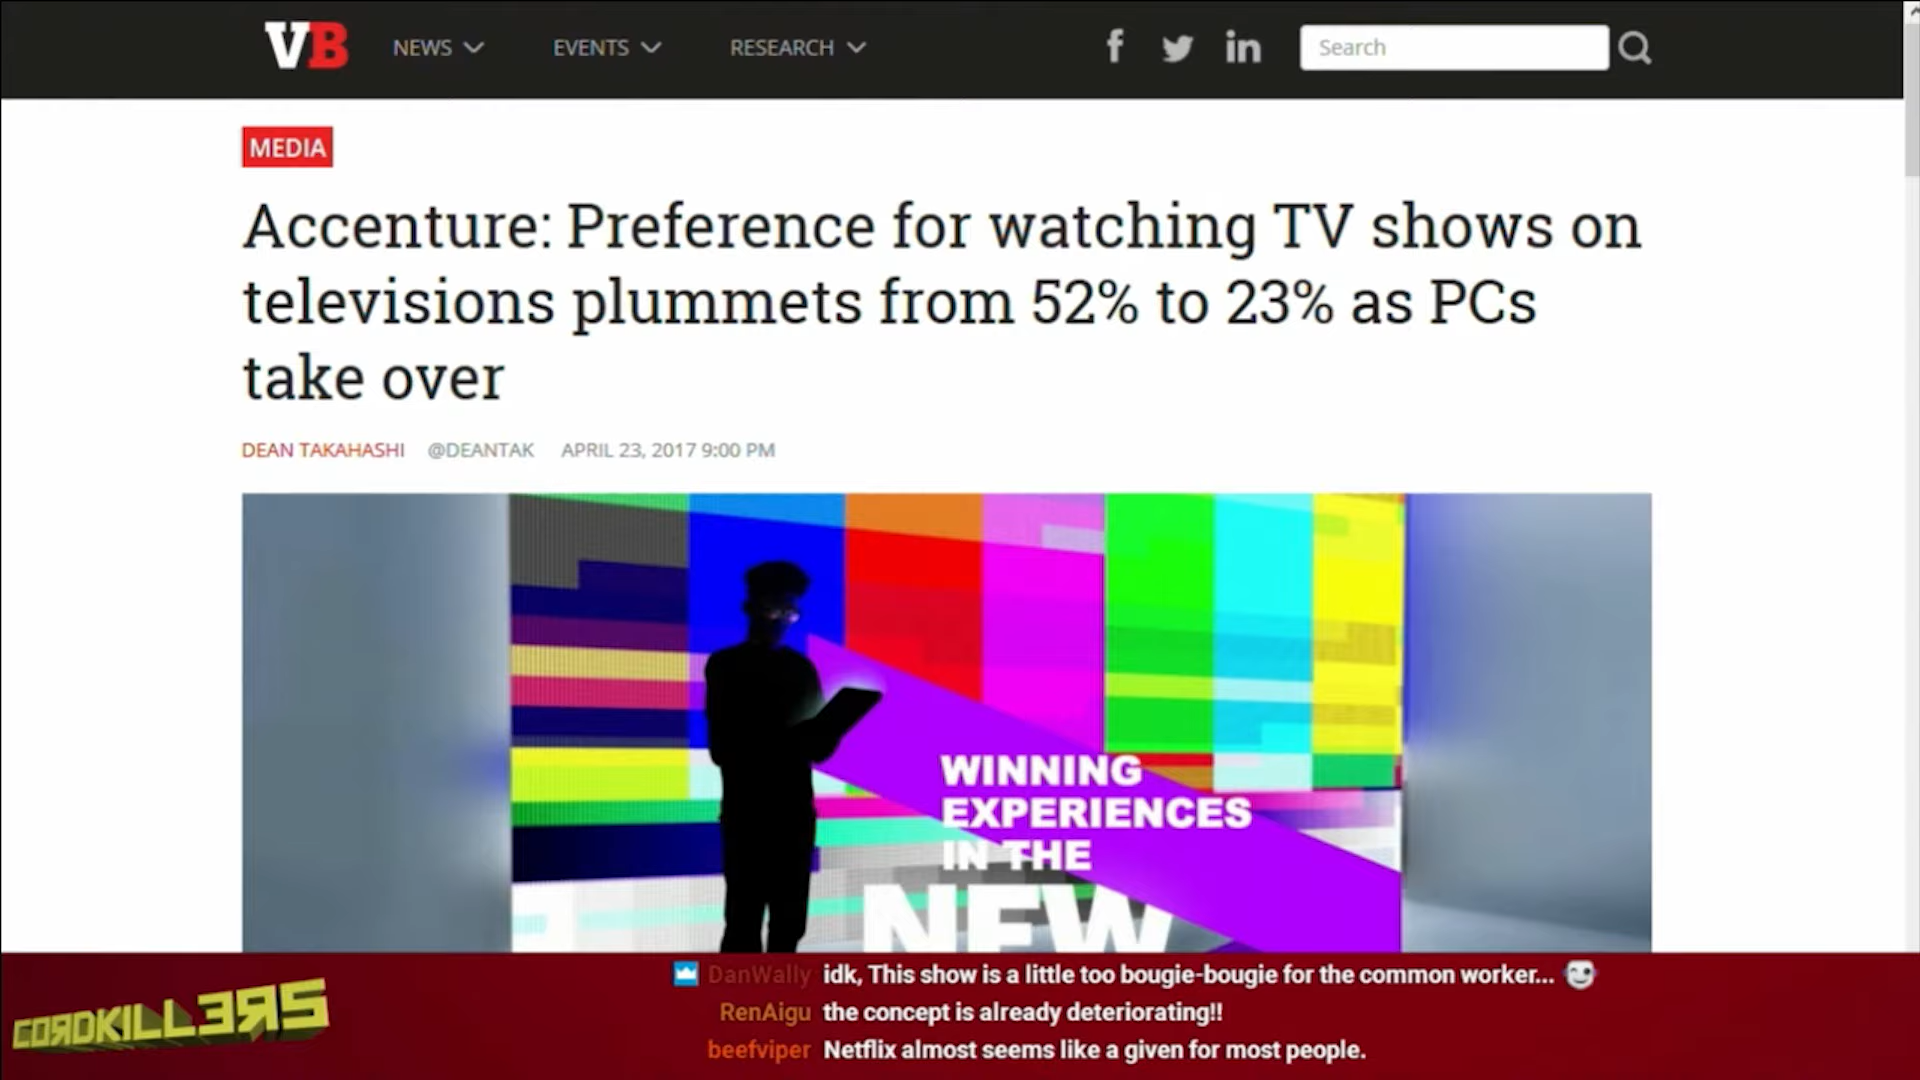 VB NEWS EVENTS RESEARCH f in Search
MEDIA
Accenture: Preference for watching TV shows on
televisions plummets from 52% to 23% as PCs
take over
DEAN TAKAHASHI @DEANTAK APRIL 23, 2017 9:00 PM
WINNING
EXPERIENCES
IN THE
NEW
CORDKILLERS
DanWally idk, This show is a little too bougie-bougie for the common worker...
RenAigu the concept is already deteriorating!!
beefviper Netflix almost seems like a given for most people.